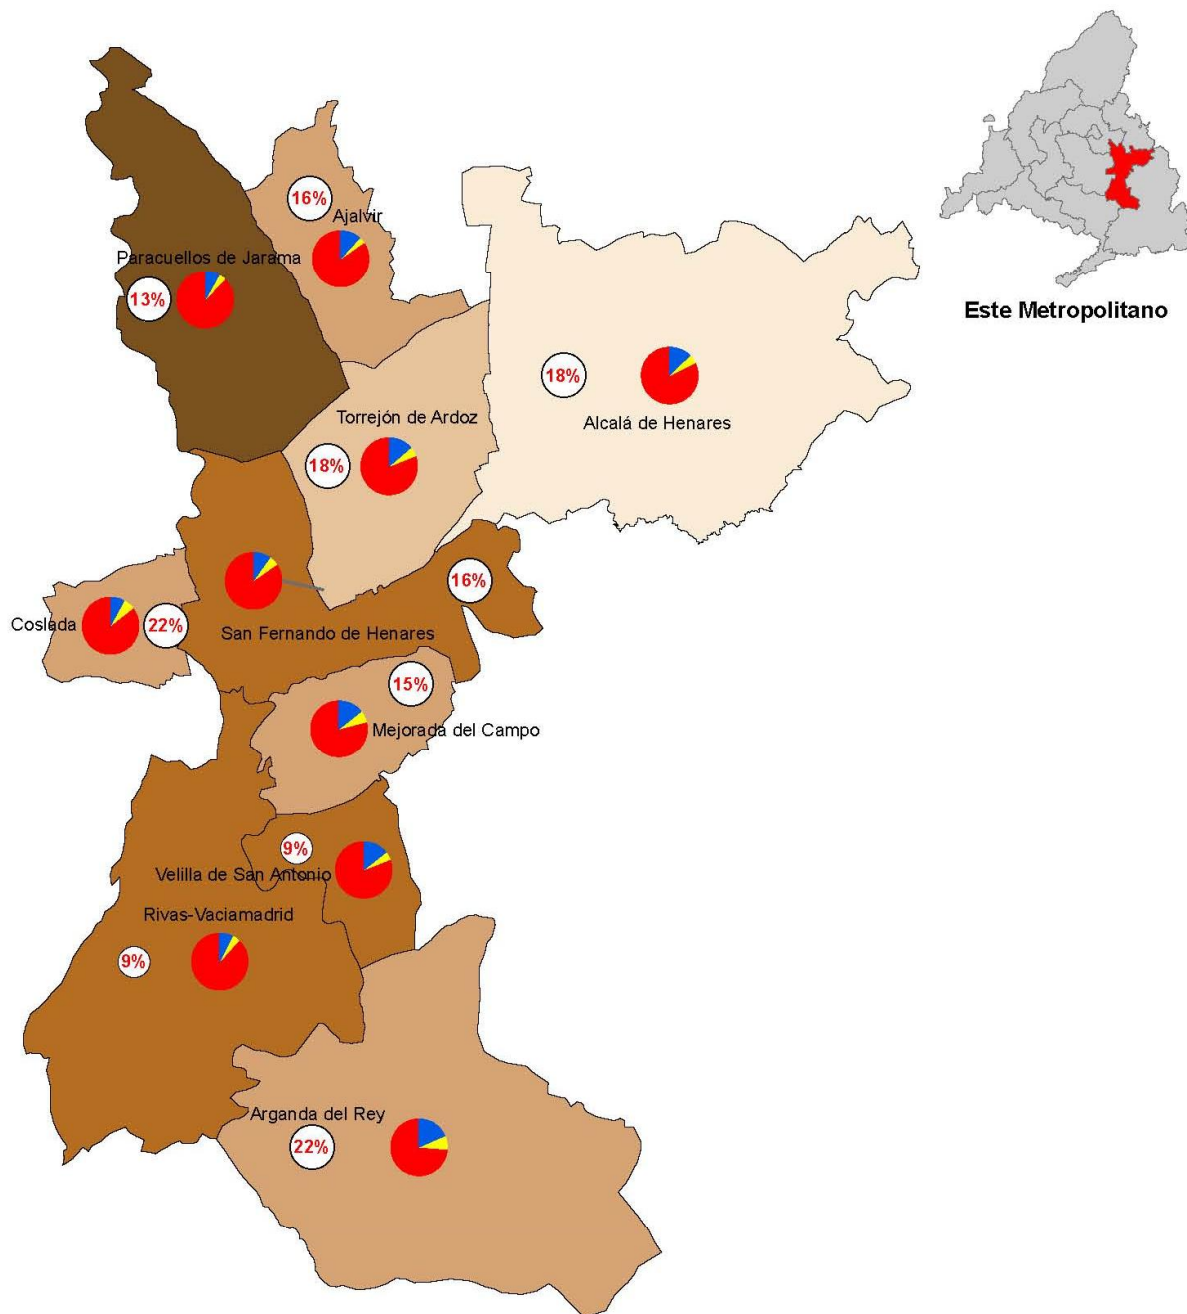 16%
Ajalvir
Paracuellos de Jarama
13%
Este Metropolitano
18%
Alcalá de Henares
Torrejón de Ardoz
18%
16%
Coslada
22%
San Fernando de Henares
15%
Mejorada del Campo
9%
Velilla de San Antonio
Rivas-Vaciamadrid
9%
Arganda del Rey
22%